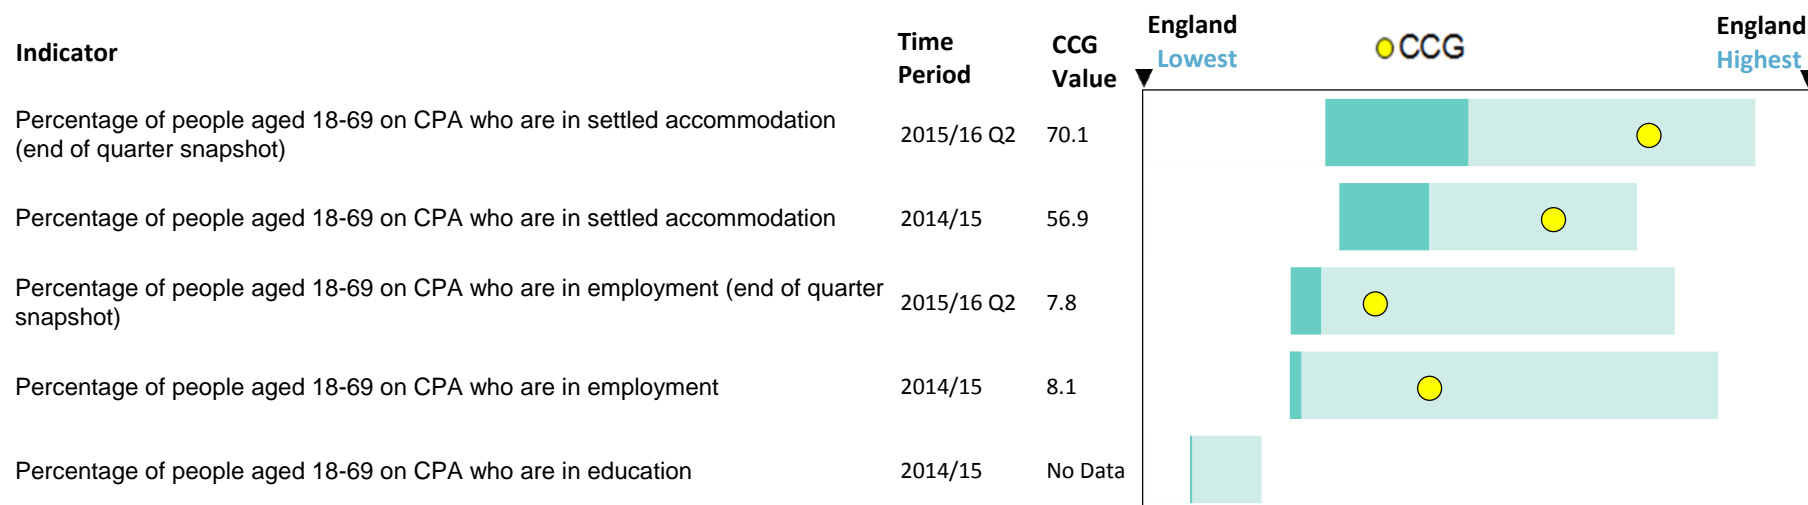 Indicator
Time
Period
CCG
Value
England
Lowest
CCG
England
Highest
Percentage of people aged 18-69 on CPA who are in settled accommodation
(end of quarter snapshot)
2015/16 Q2
70.1
Percentage of people aged 18-69 on CPA who are in settled accommodation
2014/15
56.9
Percentage of people aged 18-69 on CPA who are in employment (end of quarter
snapshot)
2015/16 Q2
7.8
Percentage of people aged 18-69 on CPA who are in employment
2014/15
8.1
Percentage of people aged 18-69 on CPA who are in education
2014/15
No Data